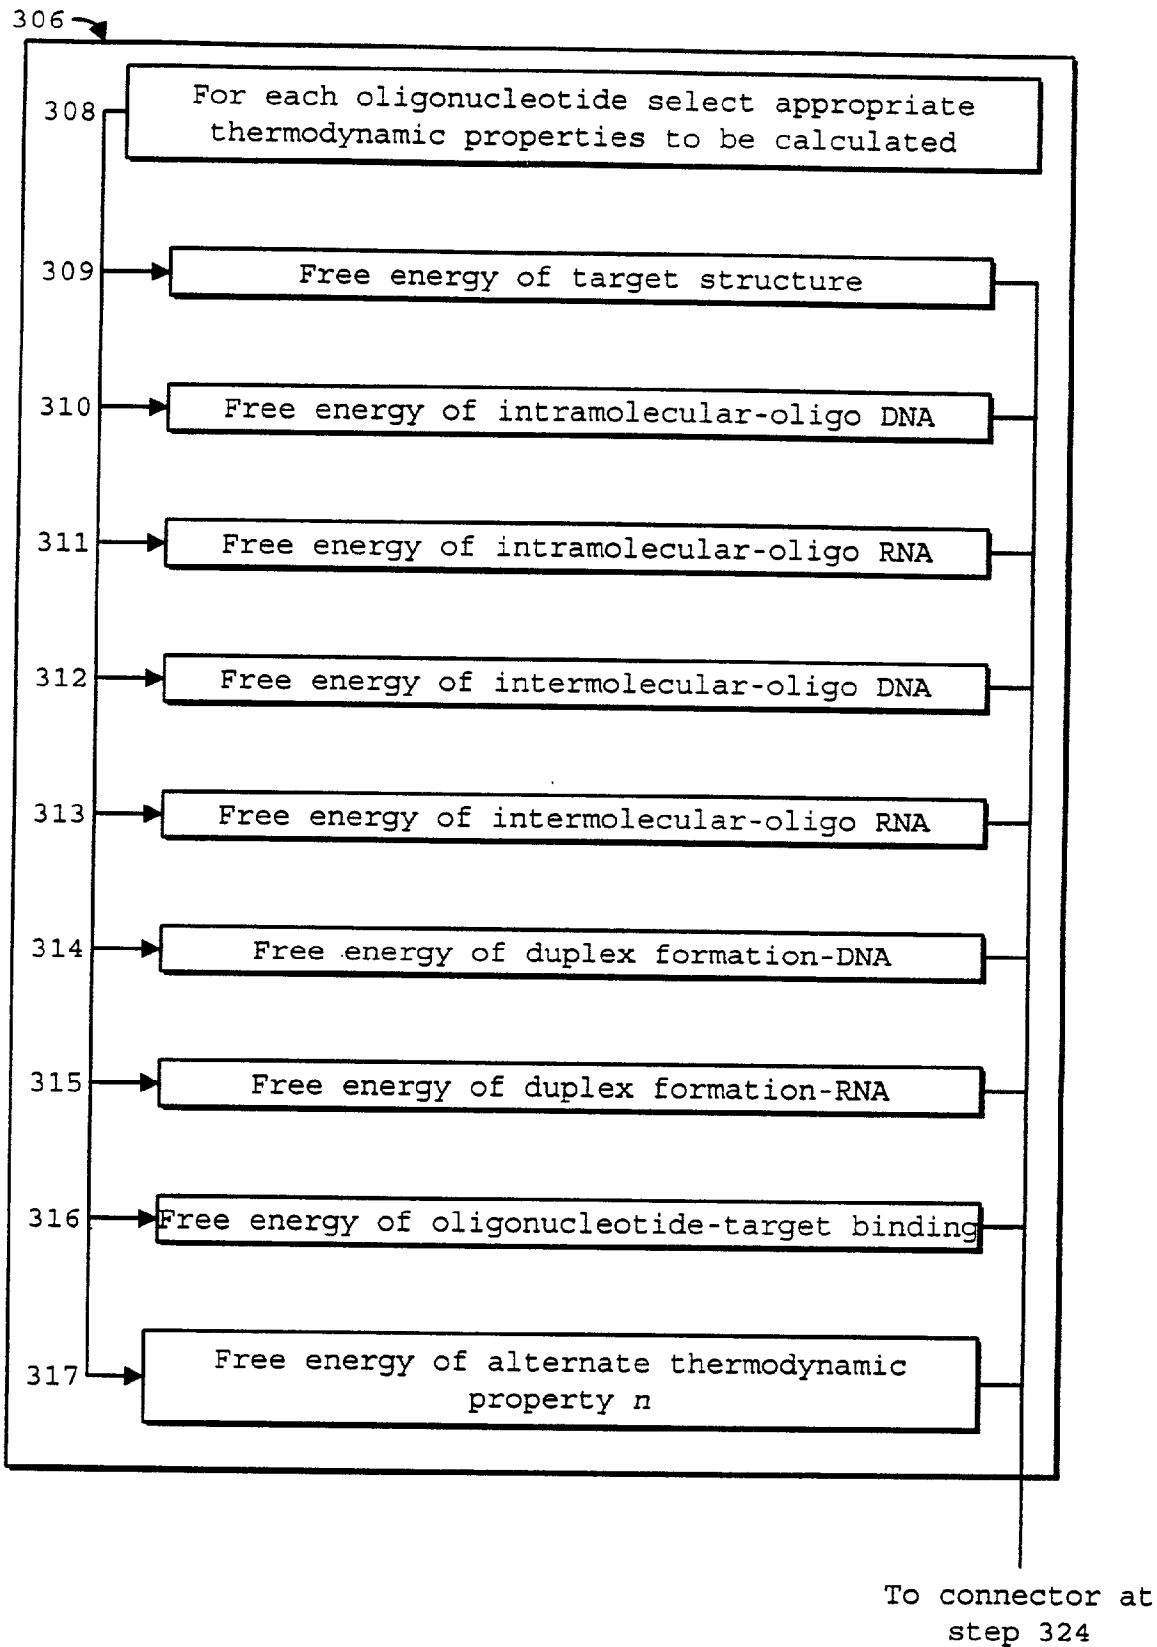 306
308
For each oligonucleotide select appropriate
thermodynamic properties to be calculated
309
Free energy of target structure
310
Free energy of intramolecular-oligo DNA
311
Free energy of intramolecular-oligo RNA
312
Free energy of intermolecular-oligo DNA
313
Free energy of intermolecular-oligo RNA
314
Free energy of duplex formation-DNA
315
Free energy of duplex formation-RNA
316
Free energy of oligonucleotide-target binding
317
Free energy of alternate thermodynamic
property n
To connector at
step 324